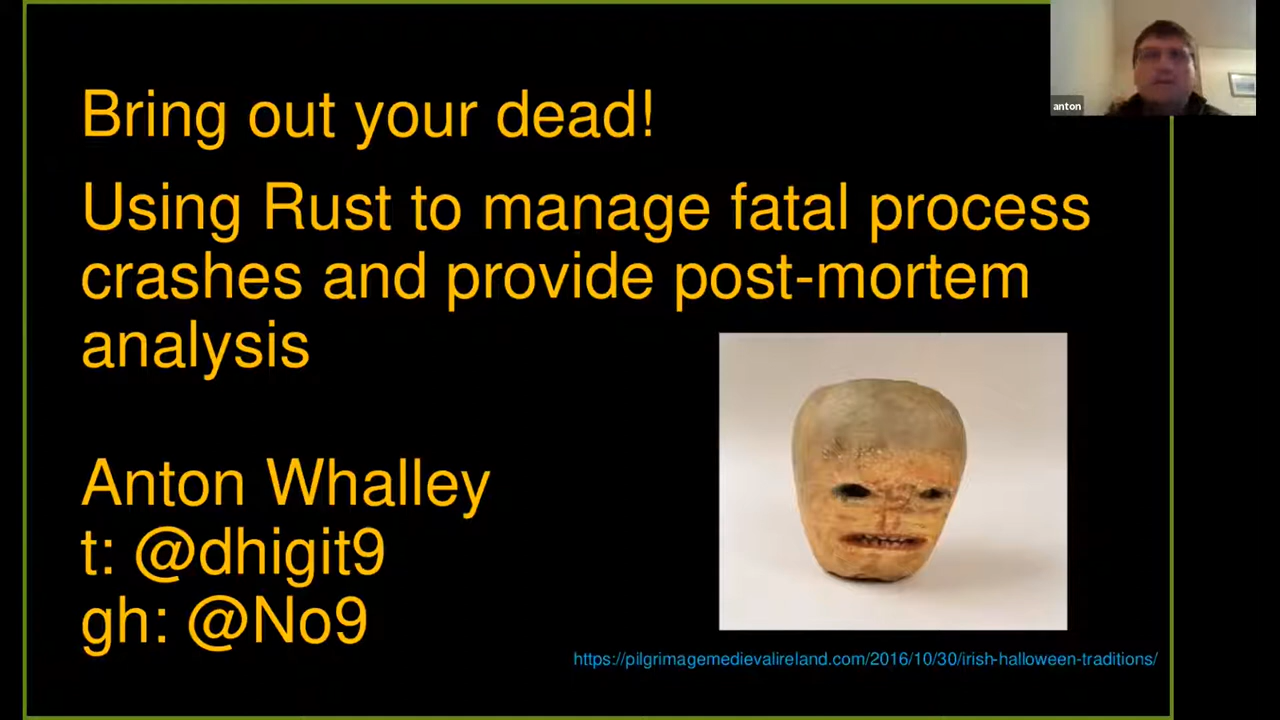 Bring out your dead!
Using Rust to manage fatal process
crashes and provide post-mortem
analysis
Anton Whalley
t: @dhigit9
gh: @No9
https://pilgrimagemedievalireland.com/2016/10/30/irish-halloween-traditions/
anton